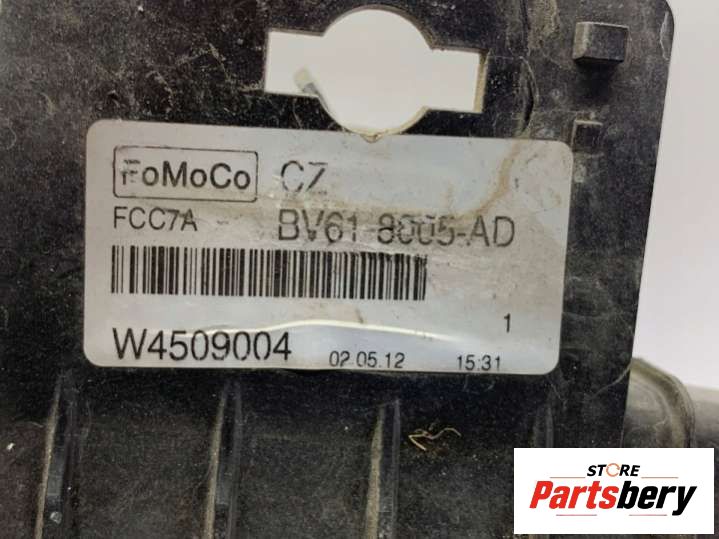 FoMoCo CZ
FCC7A BV61-8005-AD
1
W4509004 02.05.12 15:31
STORE
Partsbery